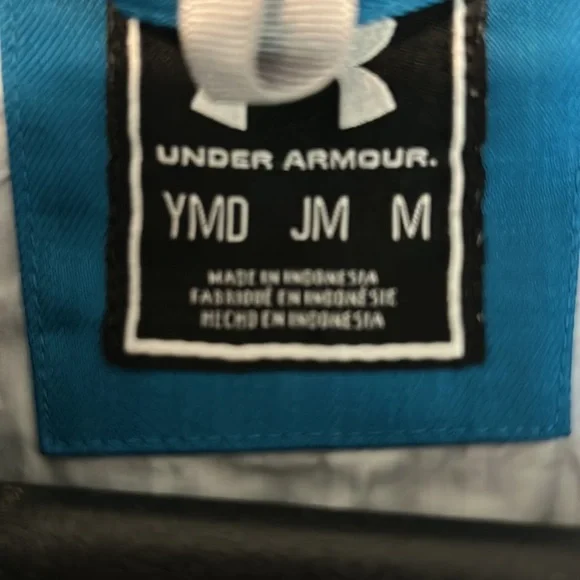 UNDER ARMOUR.
YMD JM M
MADE IN INDONESIA
FABRIQUÉ EN INDONÉSIE
HECHO EN INDONESIA